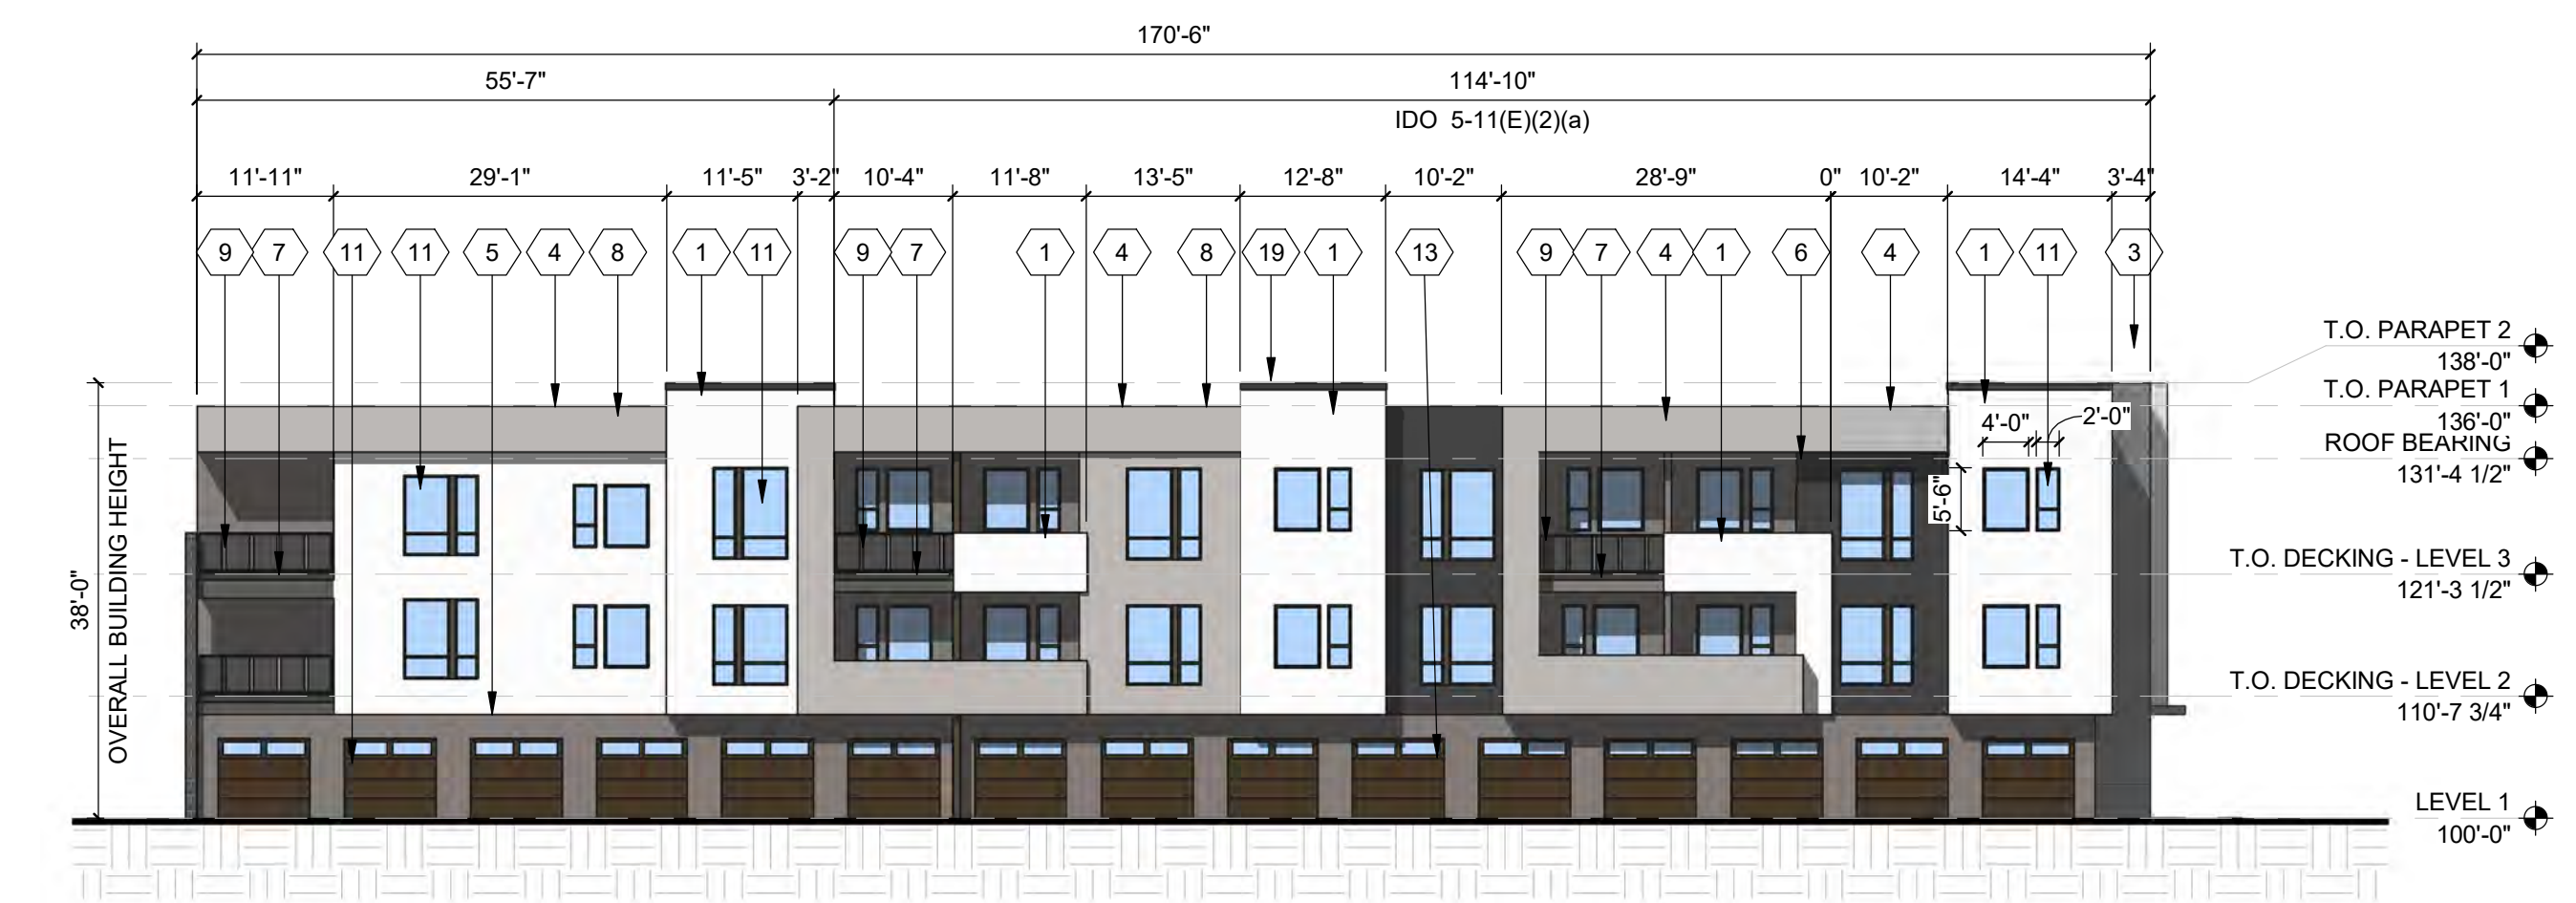 170'-6"
55'-7"
114'-10"
IDO 5-11(E)(2)(a)
11'-11" 29'-1" 11'-5" 3'-2" 10'-4" 11'-8" 13'-5" 12'-8" 10'-2" 28'-9" 0" 10'-2" 14'-4" 3'-4"
9 7 11 11 5 4 8 1 11 9 7 1 4 8 19 1 13 9 7 4 1 6 4 1 11 3
T.O. PARAPET 2
138'-0"
T.O. PARAPET 1
136'-0"
ROOF BEARING
131'-4 1/2"
4'-0" 2'-0"
5'-6"
T.O. DECKING - LEVEL 3
121'-3 1/2"
T.O. DECKING - LEVEL 2
110'-7 3/4"
LEVEL 1
100'-0"
38'-0"
OVERALL BUILDING HEIGHT